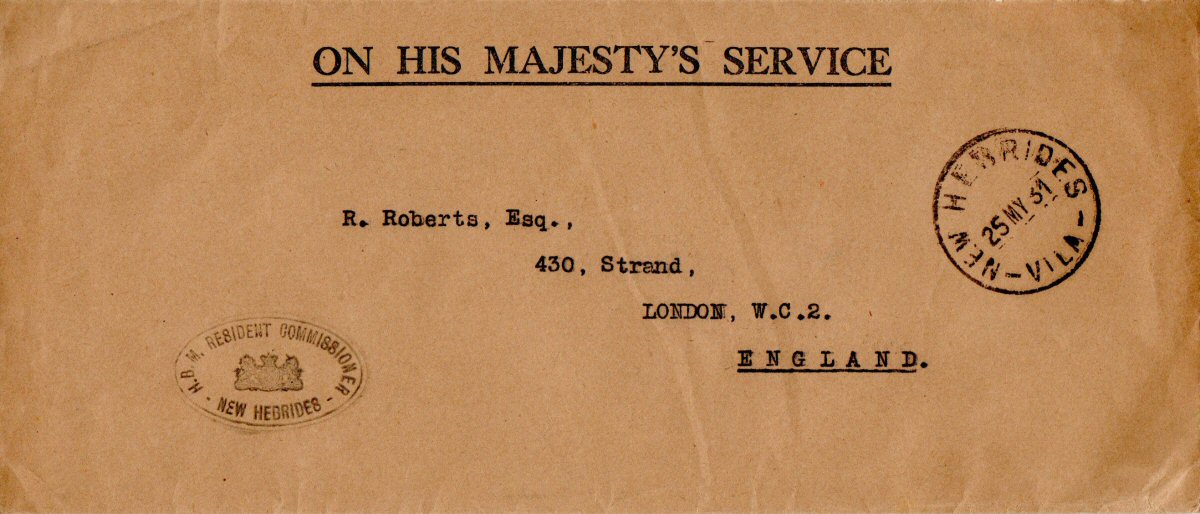 ON HIS MAJESTY'S SERVICE
NEW HEBRIDES
25 MY 31
- VILA -
R. Roberts, Esq.,
430, Strand,
LONDON, W.C.2.
ENGLAND.
H.B.M. RESIDENT COMMISSIONER
- NEW HEBRIDES -